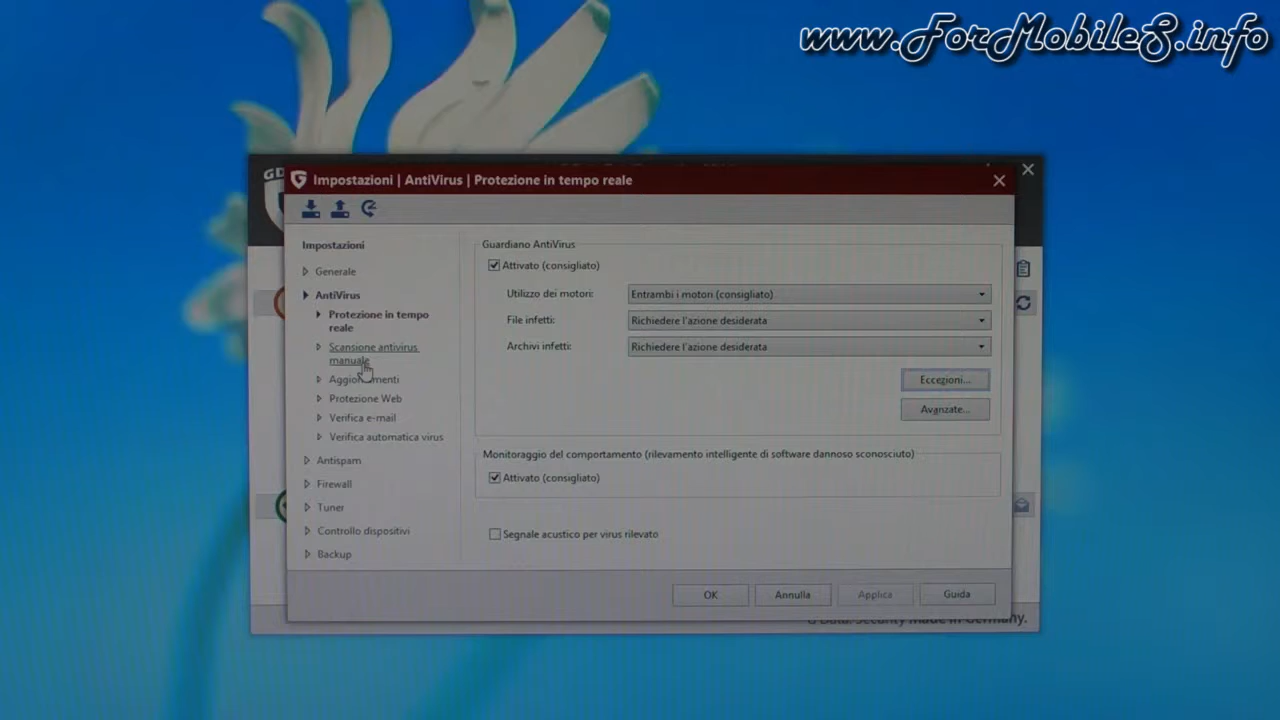 www.ForMobileS.info
GD
Impostazioni | AntiVirus | Protezione in tempo reale
Impostazioni
Generale
AntiVirus
Protezione in tempo
reale
Scansione antivirus
manuale
Aggiornamenti
Protezione Web
Verifica e-mail
Verifica automatica virus
Antispam
Firewall
Tuner
Controllo dispositivi
Backup
Guardiano AntiVirus
Attivato (consigliato)
Utilizzo dei motori: Entrambi i motori (consigliato)
File infetti: Richiedere l'azione desiderata
Archivi infetti: Richiedere l'azione desiderata
Eccezioni...
Avanzate...
Monitoraggio del comportamento (rilevamento intelligente di software dannoso sconosciuto)
Attivato (consigliato)
Segnale acustico per virus rilevato
OK Annulla Applica Guida
G Data. Security Made in Germany.